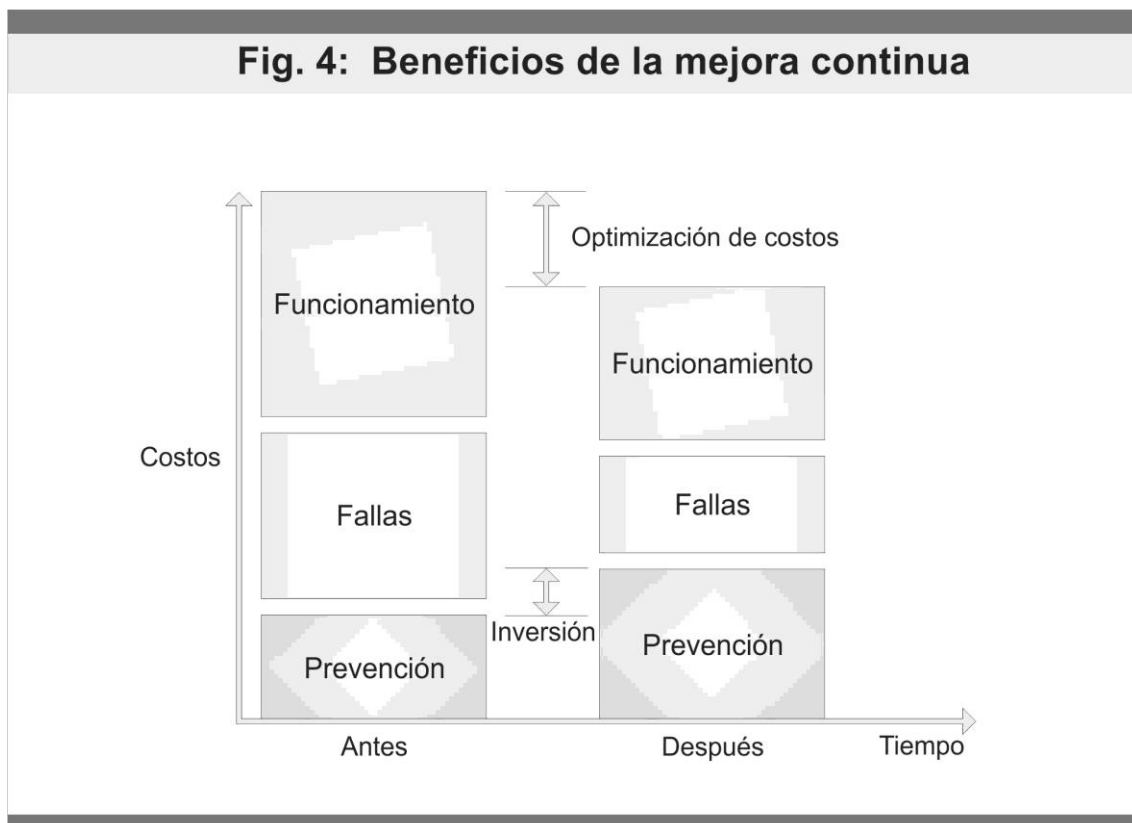 Fig. 4: Beneficios de la mejora continua
Optimización de costos
Funcionamiento
Funcionamiento
Costos
Fallas
Fallas
Inversión
Prevención
Prevención
Antes
Después
Tiempo